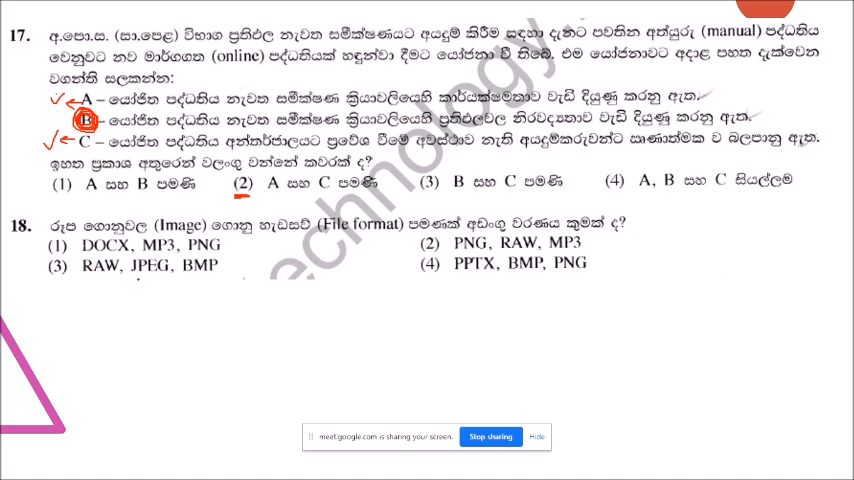 17. අ.පො.ස. (සා.පෙළ) විභාග ප්‍රතිඵල නැවත සමීක්ෂණයට අයදුම් කිරීම සඳහා දැනට පවතින අත්යුරු (manual) පද්ධතිය
වෙනුවට නව මාර්ගගත (online) පද්ධතියක් හඳුන්වා දීමට යෝජනා වී තිබේ. එම යෝජනාවට අදාළ පහත දැක්වෙන
වගන්ති සලකන්න:
A – යෝජිත පද්ධතිය නැවත සමීක්ෂණ ක්‍රියාවලියෙහි කාර්යක්ෂමතාව වැඩි දියුණු කරනු ඇත.
B – යෝජිත පද්ධතිය නැවත සමීක්ෂණ ක්‍රියාවලියෙහි ප්‍රතිඵලවල නිරවද්‍යතාව වැඩි දියුණු කරනු ඇත.
C – යෝජිත පද්ධතිය අන්තර්ජාලයට ප්‍රවේශ වීමේ අවස්ථාව නැති අයදුම්කරුවන්ට ඍණාත්මක ව බලපානු ඇත.
ඉහත ප්‍රකාශ අතුරෙන් වලංගු වන්නේ කවරක් ද?
(1) A සහ B පමණි (2) A සහ C පමණි (3) B සහ C පමණි (4) A, B සහ C සියල්ලම
18. රූප ගොනුවල (Image) ගොනු හැඩසව් (File format) පමණක් අඩංගු වරණය කුමක් ද?
(1) DOCX, MP3, PNG (2) PNG, RAW, MP3
(3) RAW, JPEG, BMP (4) PPTX, BMP, PNG
echnology.
meet.google.com is sharing your screen. Stop sharing Hide